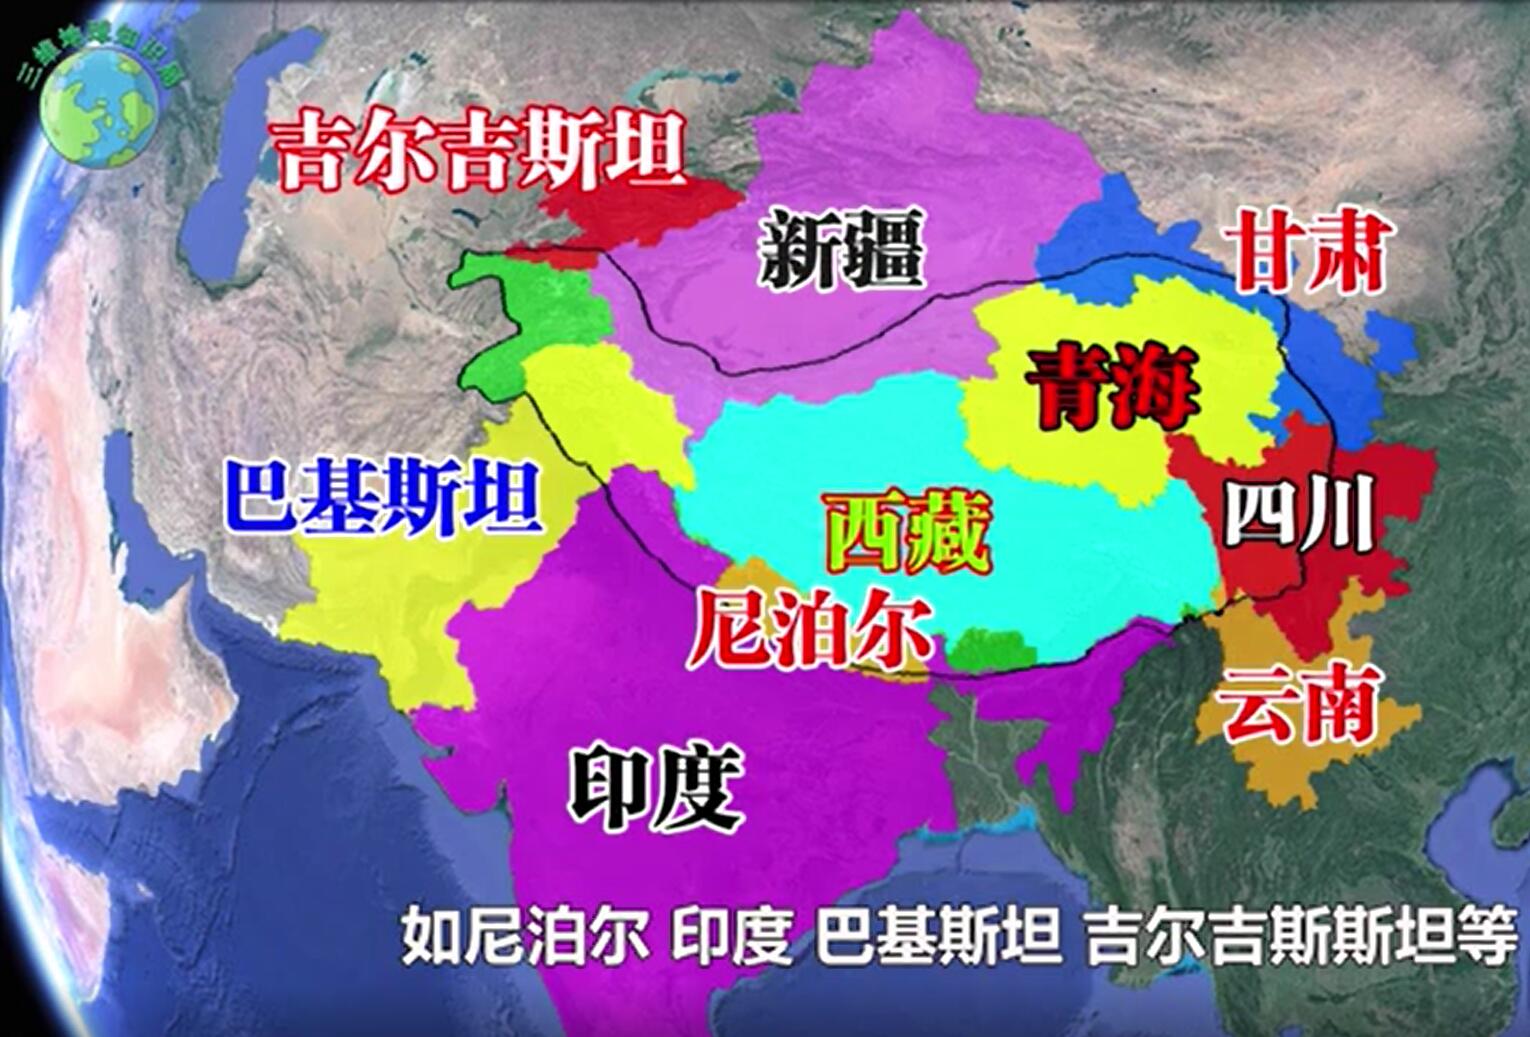 三维地球知识局
吉尔吉斯坦
新疆
甘肃
青海
巴基斯坦
四川
西藏
尼泊尔
云南
印度
如尼泊尔 印度 巴基斯坦 吉尔吉斯斯坦等